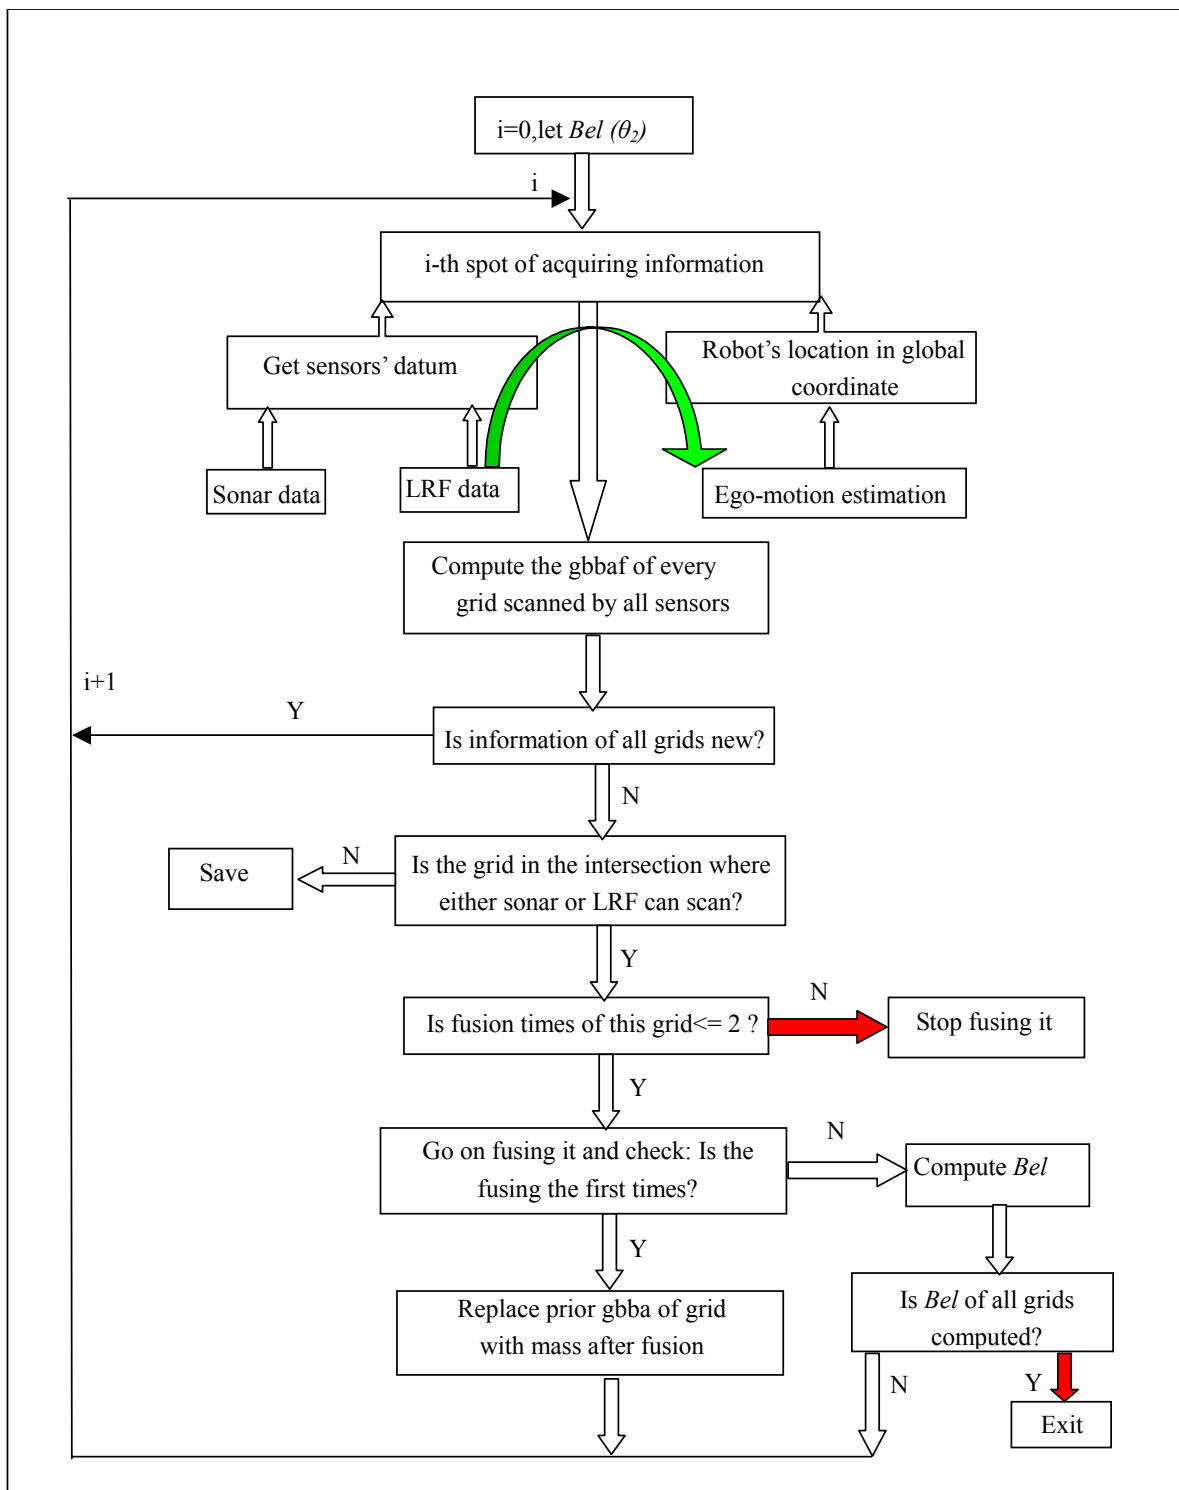 i=0,let Bel (θ₂)
i
i-th spot of acquiring information
Get sensors’ datum
Robot’s location in global
coordinate
Sonar data
LRF data
Ego-motion estimation
Compute the gbbaf of every
grid scanned by all sensors
i+1
Y
Is information of all grids new?
N
Is the grid in the intersection where
either sonar or LRF can scan?
N
Save
Y
Is fusion times of this grid<= 2 ?
N
Stop fusing it
Y
Go on fusing it and check: Is the
fusing the first times?
N
Compute Bel
Y
Replace prior gbba of grid
with mass after fusion
Is Bel of all grids
computed?
N
Y
Exit